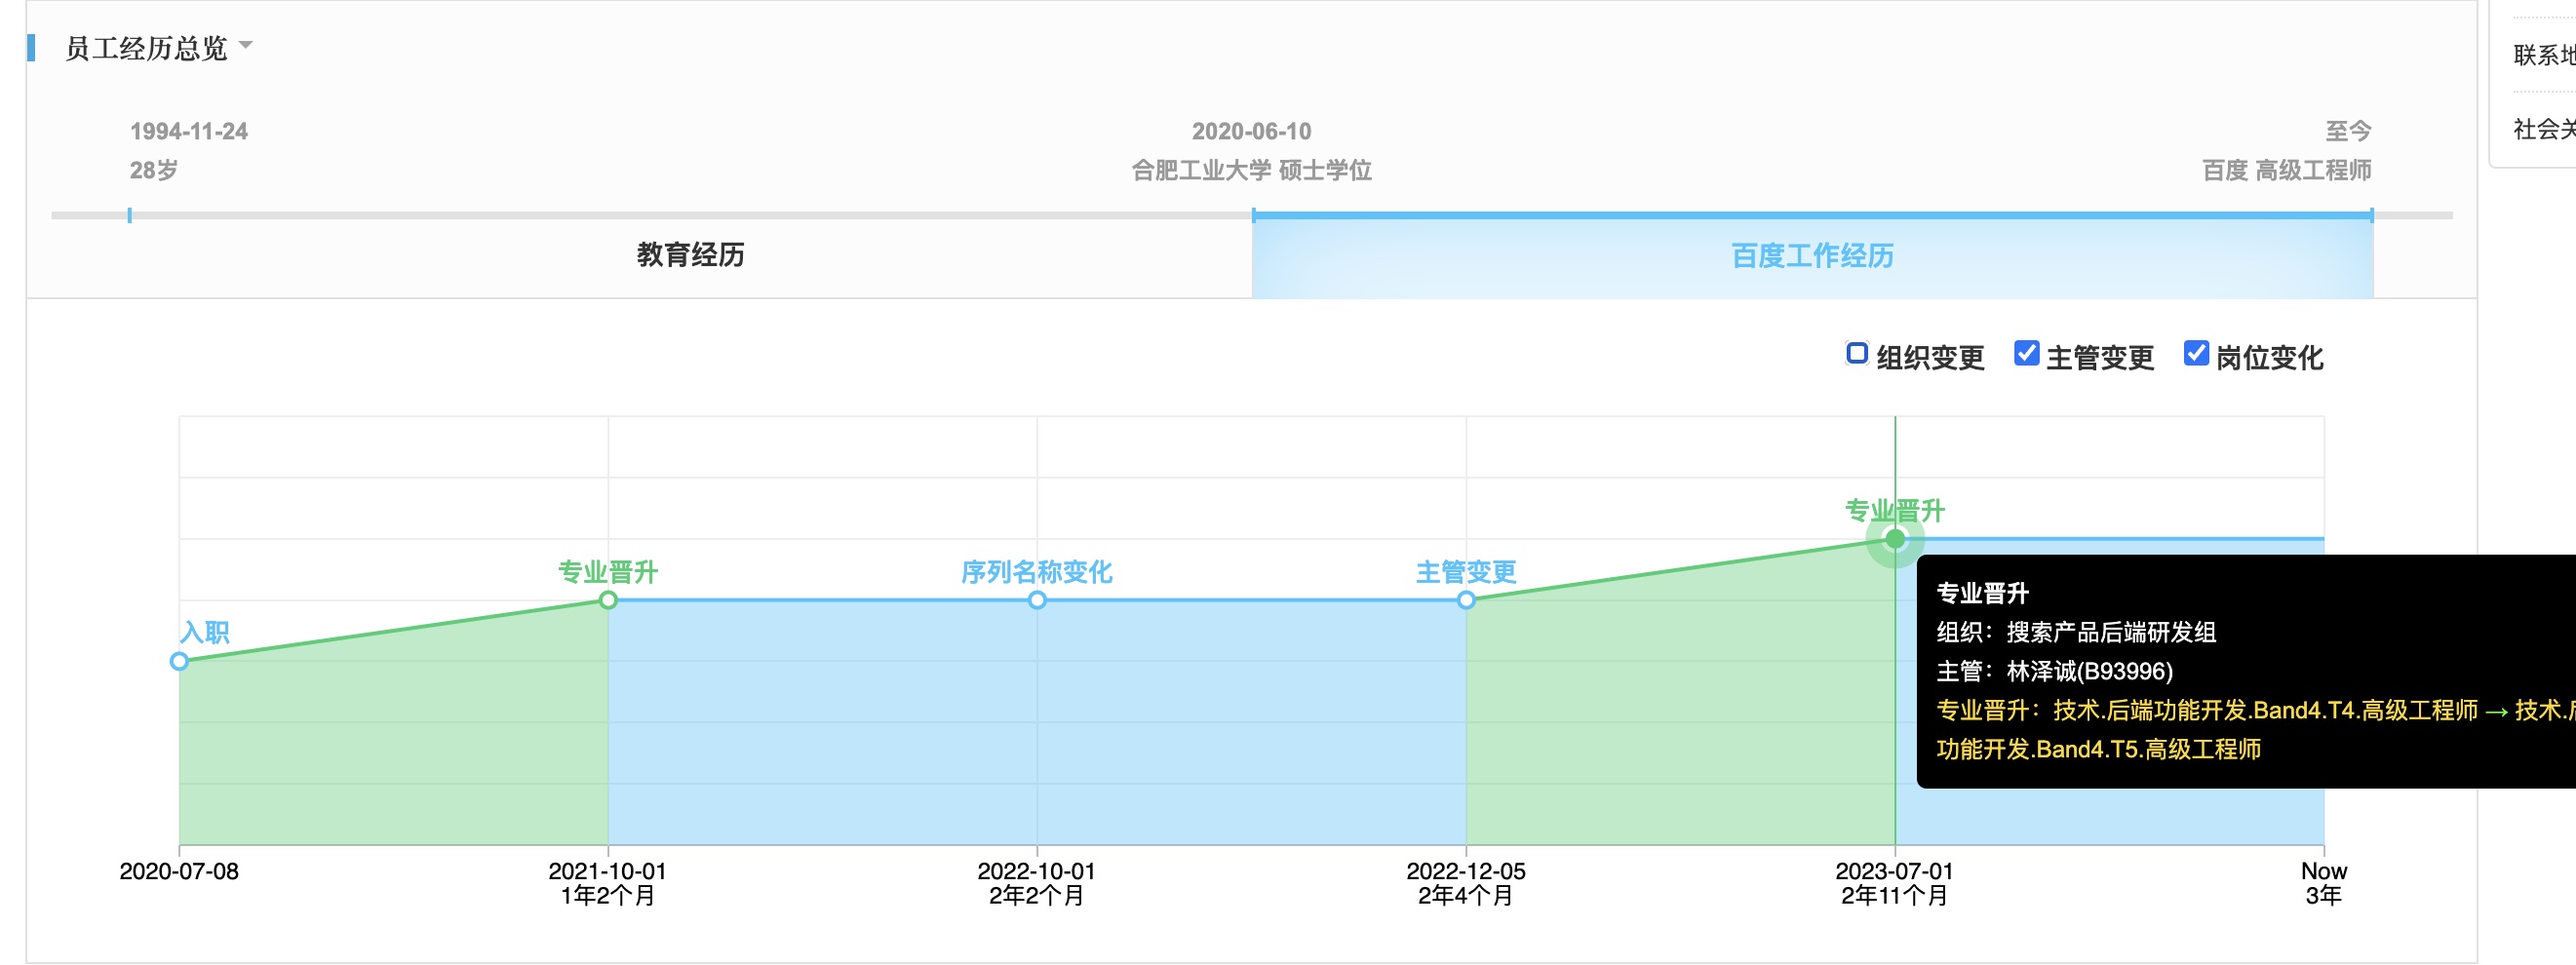 员工经历总览
联系地
社会关
1994-11-24
28岁
2020-06-10
合肥工业大学 硕士学位
至今
百度 高级工程师
教育经历
百度工作经历
组织变更
主管变更
岗位变化
入职
专业晋升
序列名称变化
主管变更
专业晋升
专业晋升
组织：搜索产品后端研发组
主管：林泽诚(B93996)
专业晋升：技术.后端功能开发.Band4.T4.高级工程师 → 技术.后
功能开发.Band4.T5.高级工程师
2020-07-08
2021-10-01
1年2个月
2022-10-01
2年2个月
2022-12-05
2年4个月
2023-07-01
2年11个月
Now
3年